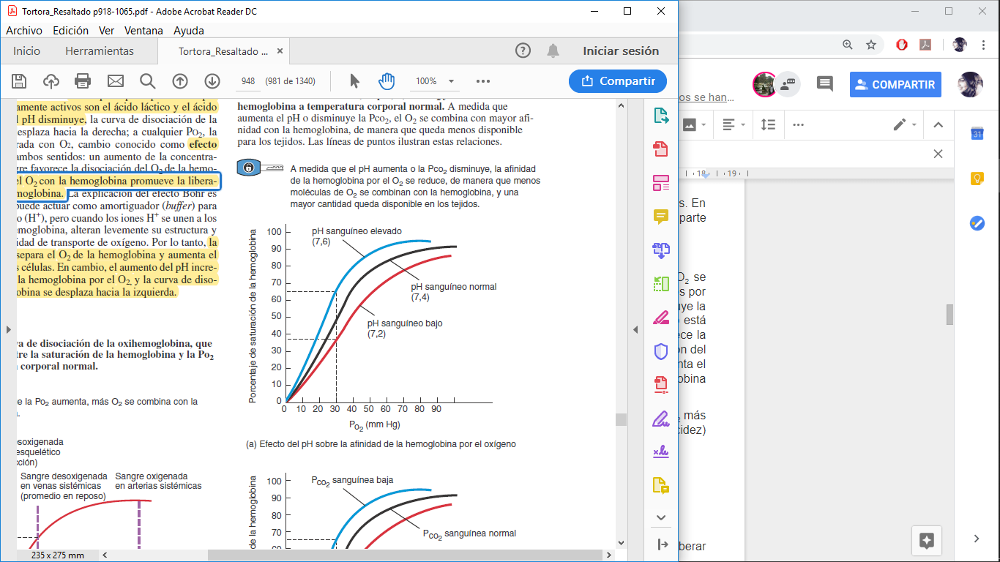 Tortora_Resaltado p918-1065.pdf - Adobe Acrobat Reader DC
Archivo Edición Ver Ventana Ayuda
Inicio Herramientas Tortora_Resaltado ... × Iniciar sesión
948 (981 de 1340) 100% Compartir
amente activos son el ácido láctico y el ácido
l pH disminuye, la curva de disociación de la
esplaza hacia la derecha; a cualquier PO₂, la
rada con O₂, cambio conocido como efecto
ambos sentidos: un aumento de la concentra-
gre favorece la disociación del O₂ de la hemo-
el O₂ con la hemoglobina promueve la libera-
moglobina. La explicación del efecto Bohr es
puede actuar como amortiguador (buffer) para
o (H⁺), pero cuando los iones H⁺ se unen a los
emoglobina, alteran levemente su estructura y
idad de transporte de oxígeno. Por lo tanto, la
separa el O₂ de la hemoglobina y aumenta el
s células. En cambio, el aumento del pH incre-
la hemoglobina por el O₂, y la curva de diso-
obina se desplaza hacia la izquierda.
va de disociación de la oxihemoglobina, que
tre la saturación de la hemoglobina y la Po₂
corporal normal.
e la Po₂ aumenta, más O₂ se combina con la
esoxigenada
esquelético
cción)
Sangre desoxigenada
en venas sistémicas
(promedio en reposo)
Sangre oxigenada
en arterias sistémicas
hemoglobina a temperatura corporal normal. A medida que
aumenta el pH o disminuye la Pco₂, el O₂ se combina con mayor afi-
nidad con la hemoglobina, de manera que queda menos disponible
para los tejidos. Las líneas de puntos ilustran estas relaciones.
A medida que el pH aumenta o la Pco₂ disminuye, la afinidad
de la hemoglobina por el O₂ se reduce, de manera que menos
moléculas de O₂ se combinan con la hemoglobina, y una
mayor cantidad queda disponible en los tejidos.
Porcentaje de saturación de la hemoglobina
100
90
80
70
60
50
40
30
20
10
0
pH sanguíneo elevado
(7,6)
pH sanguíneo normal
(7,4)
pH sanguíneo bajo
(7,2)
0 10 20 30 40 50 60 70 80 90
Po₂ (mm Hg)
(a) Efecto del pH sobre la afinidad de la hemoglobina por el oxígeno
de la hemoglobina
100
90
80
70
Pco₂ sanguínea baja
Pco₂ sanguínea normal
235 x 275 mm
os se han...
COMPARTIR
18 19
31
s. En
parte
O₂ se
s por
uye la
está
ece la
ón del
nta el
obina
₂ más
cidez)
berar